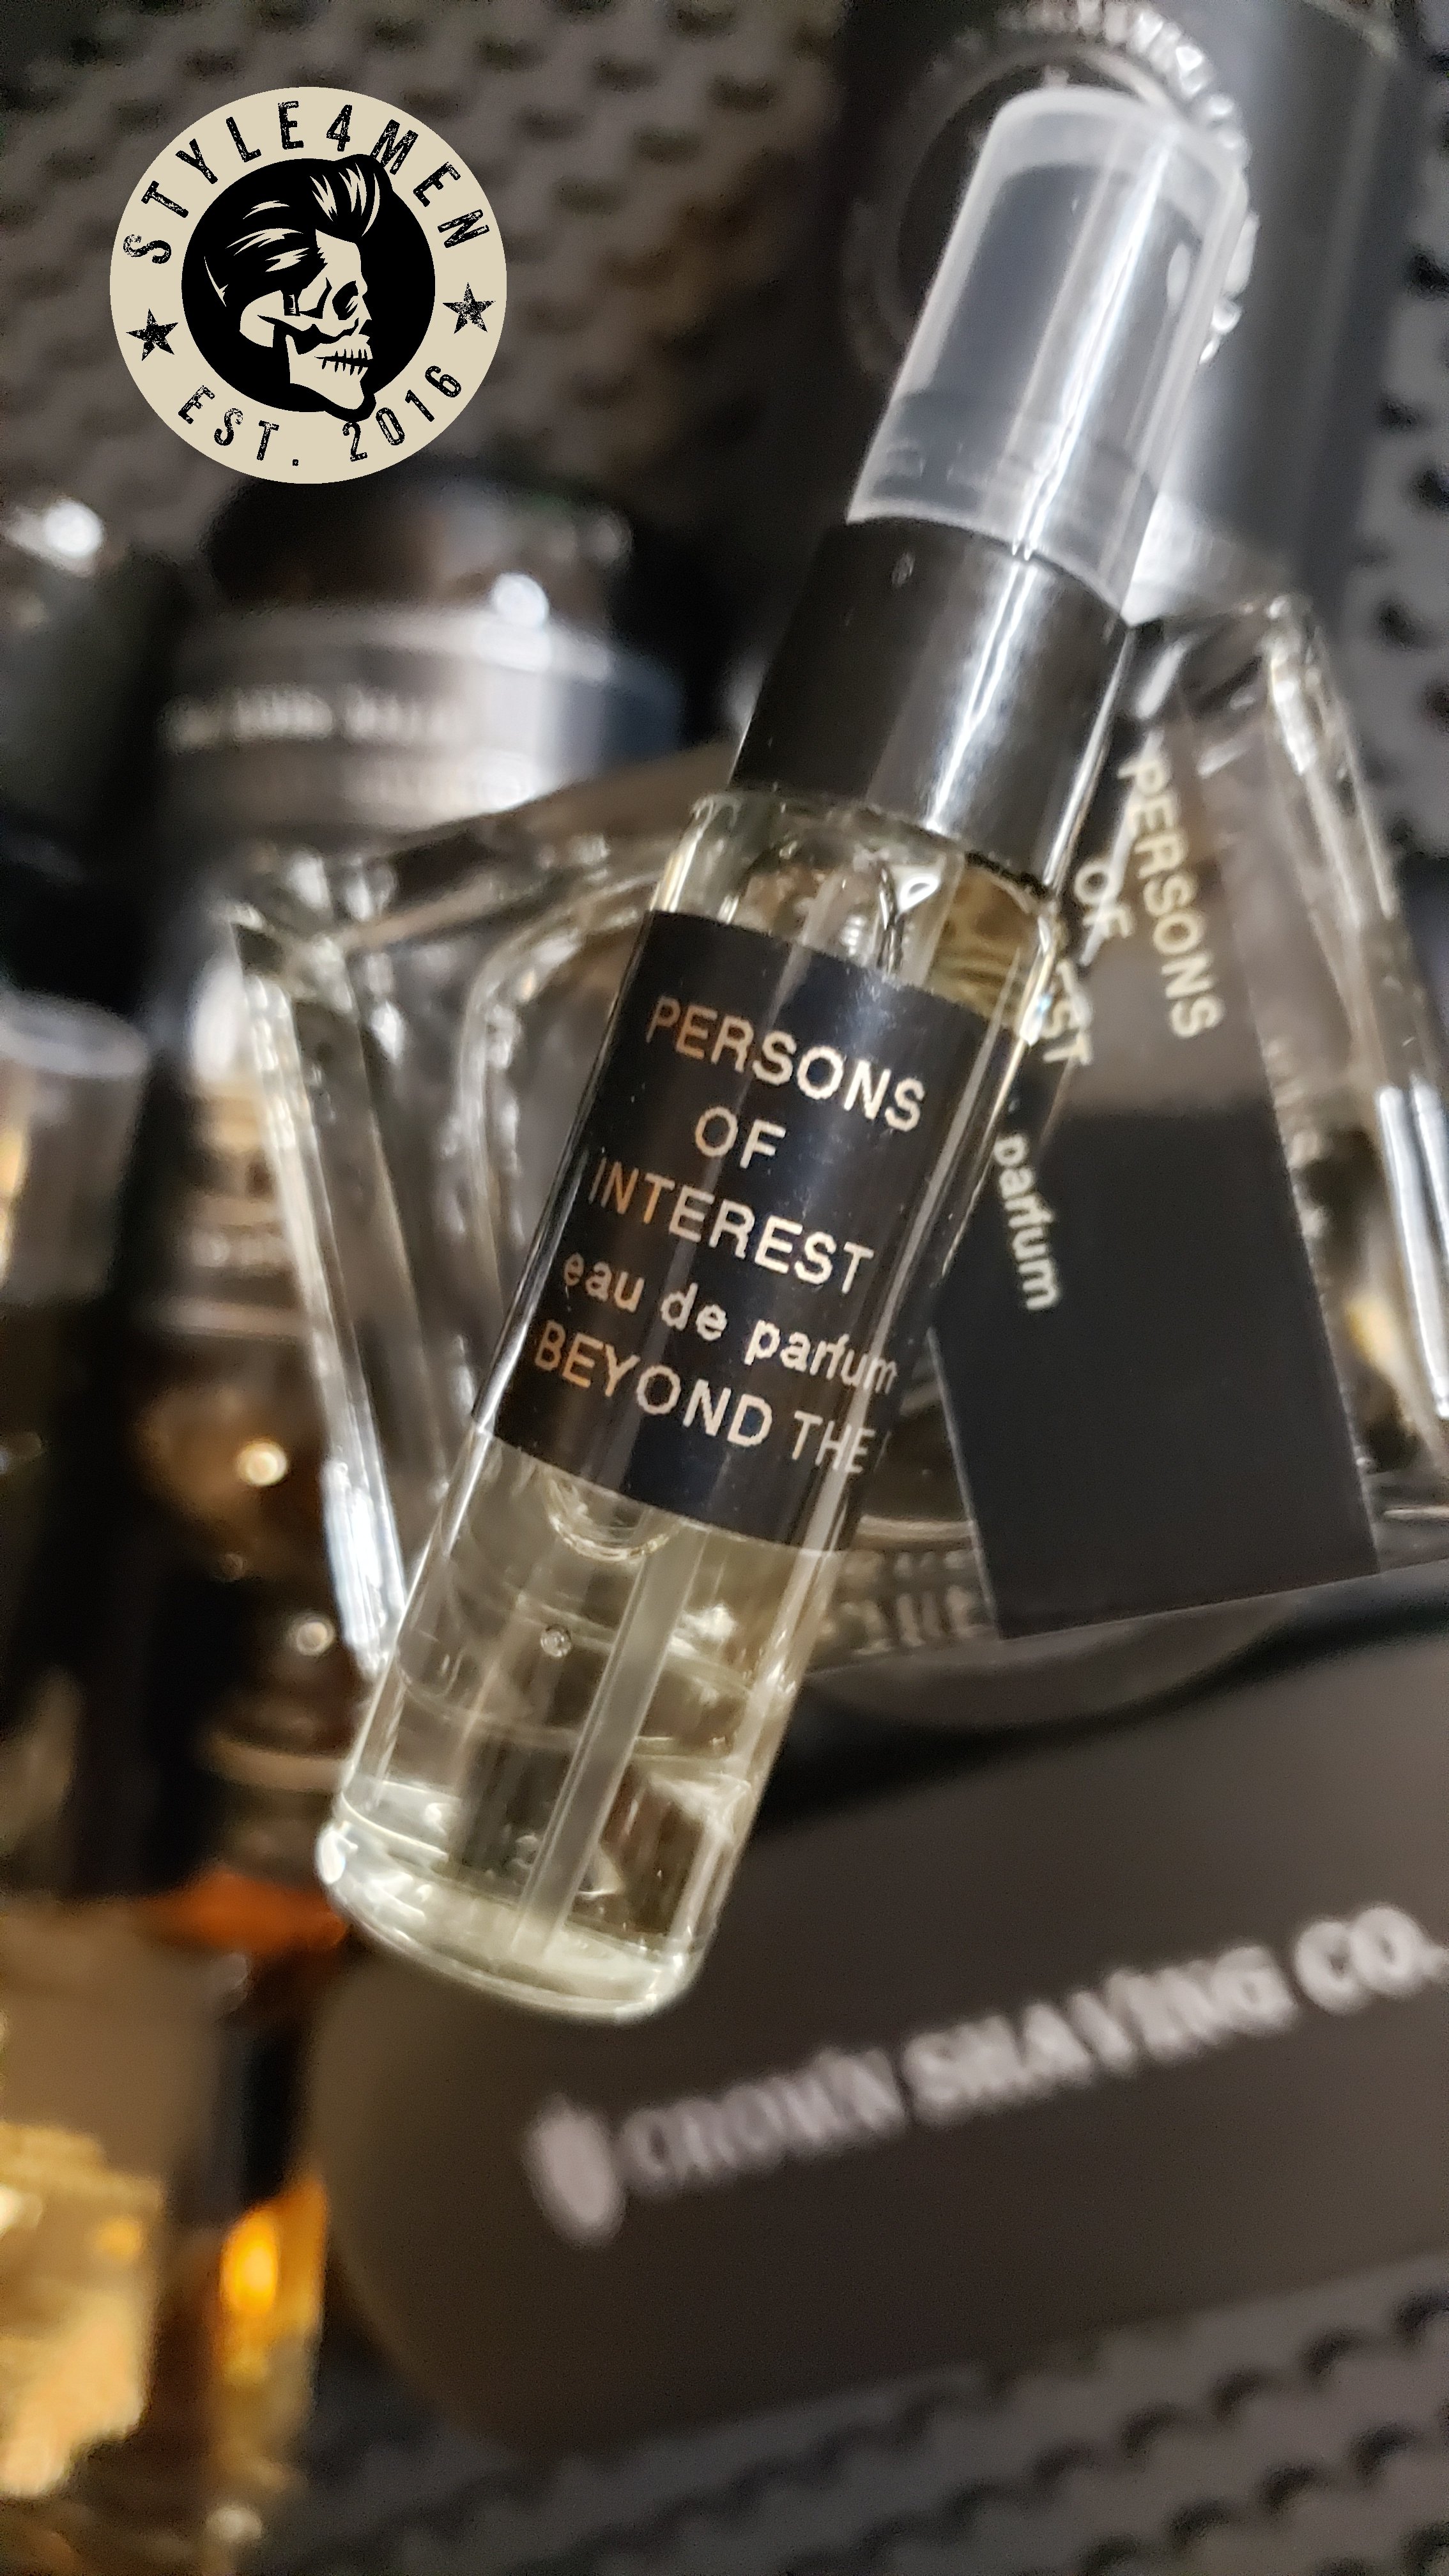 STYLE4MEN
EST. 2016
PERSONS
OF
INTEREST
eau de parfum
BEYOND THE
PERSONS
OF
parfum
CROWN SHAVING CO.